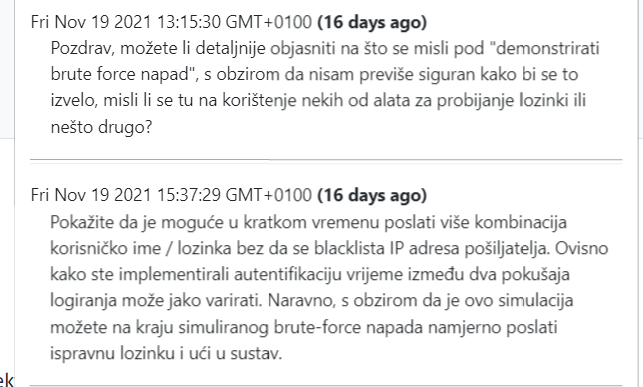 Fri Nov 19 2021 13:15:30 GMT+0100 (16 days ago)
Pozdrav, možete li detaljnije objasniti na što se misli pod "demonstrirati
brute force napad", s obzirom da nisam previše siguran kako bi se to
izvelo, misli li se tu na korištenje nekih od alata za probijanje lozinki ili
nešto drugo?
Fri Nov 19 2021 15:37:29 GMT+0100 (16 days ago)
Pokažite da je moguće u kratkom vremenu poslati više kombinacija
korisničko ime / lozinka bez da se blacklista IP adresa pošiljatelja. Ovisno
kako ste implementirali autentifikaciju vrijeme između dva pokušaja
logiranja može jako varirati. Naravno, s obzirom da je ovo simulacija
možete na kraju simuliranog brute-force napada namjerno poslati
ispravnu lozinku i ući u sustav.